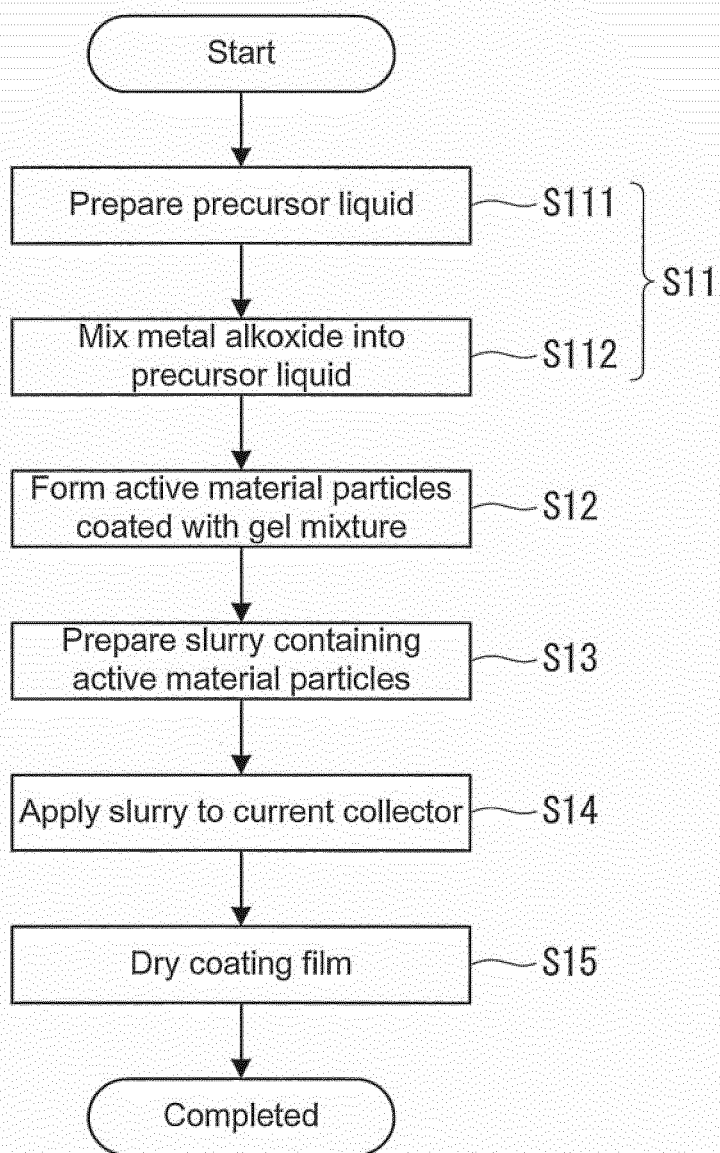 Start
Prepare precursor liquid
S111
S11
Mix metal alkoxide into
precursor liquid
S112
Form active material particles
coated with gel mixture
S12
Prepare slurry containing
active material particles
S13
Apply slurry to current collector
S14
Dry coating film
S15
Completed